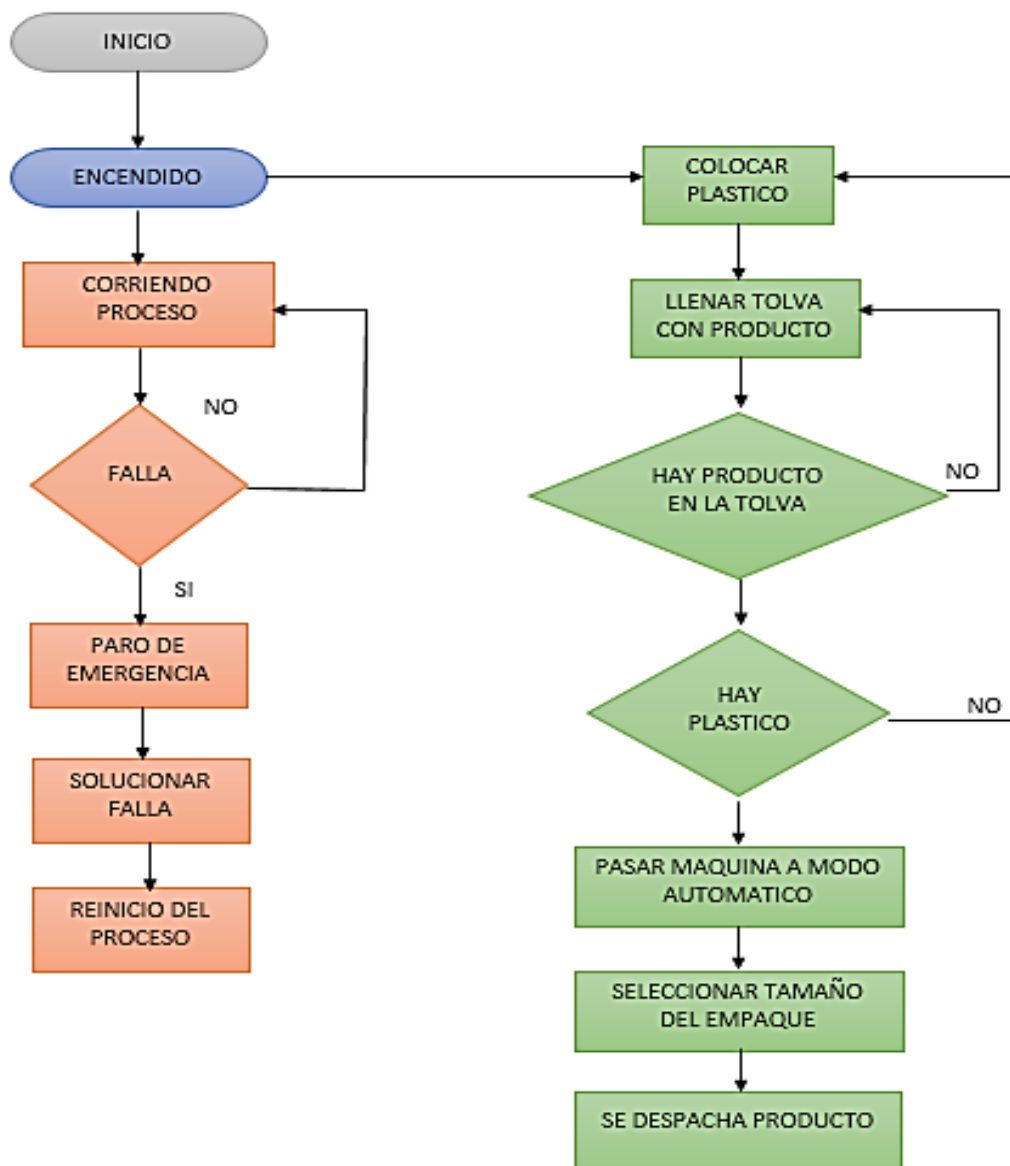 INICIO
ENCENDIDO
CORRIENDO
PROCESO
NO
FALLA
SI
PARO DE
EMERGENCIA
SOLUCIONAR
FALLA
REINICIO DEL
PROCESO
COLOCAR
PLASTICO
LLENAR TOLVA
CON PRODUCTO
HAY PRODUCTO
EN LA TOLVA
NO
HAY
PLASTICO
NO
PASAR MAQUINA A MODO
AUTOMATICO
SELECCIONAR TAMAÑO
DEL EMPAQUE
SE DESPACHA PRODUCTO